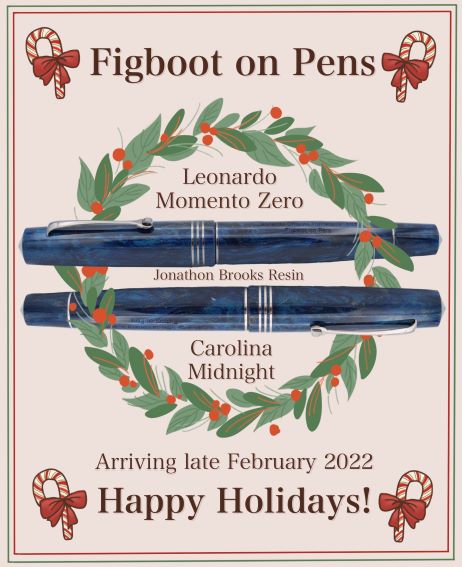 Figboot on Pens
Leonardo
Momento Zero
Jonathon Brooks Resin
Carolina
Midnight
Arriving late February 2022
Happy Holidays!